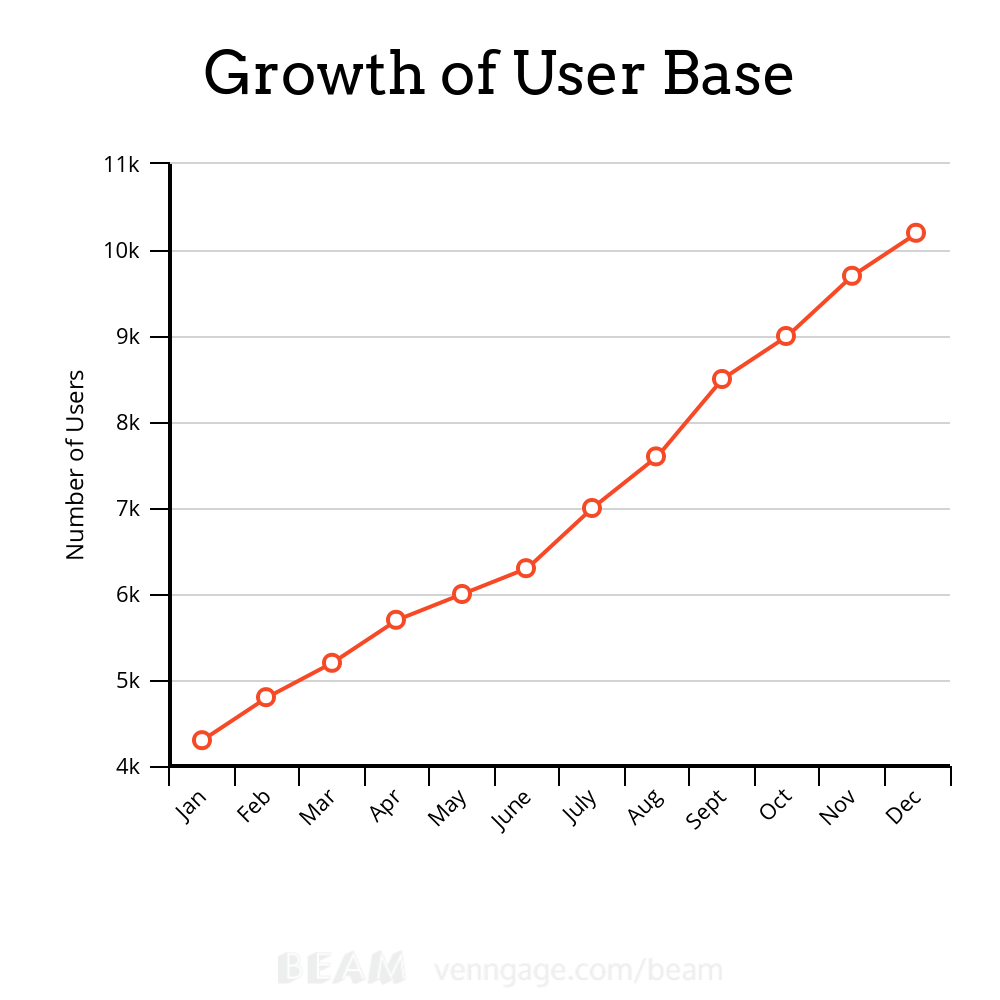 Growth of User Base
11k
10k
9k
8k
7k
6k
5k
4k
Number of Users
Jan
Feb
Mar
Apr
May
June
July
Aug
Sept
Oct
Nov
Dec
BEAM venngage.com/beam